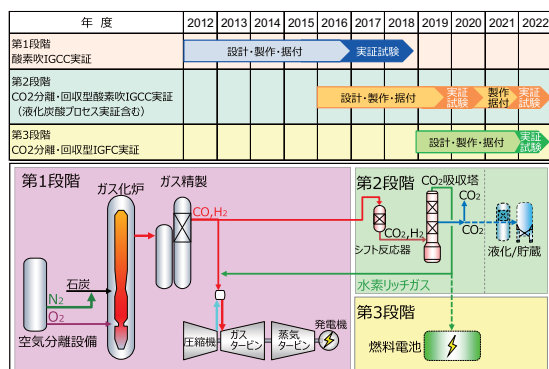 年 度 2012 2013 2014 2015 2016 2017 2018 2019 2020 2021 2022
第1段階
酸素吹IGCC実証
設計・製作・据付 実証試験
第2段階
CO2分離・回収型酸素吹IGCC実証
（液化炭酸プロセス実証含む）
設計・製作・据付 実証 製作 実証
試験 据付 試験
第3段階
CO2分離・回収型IGFC実証
設計・製作・据付 実証
試験
第1段階
ガス化炉
ガス精製
CO,H2
石炭
N2
O2
空気分離設備
圧縮機
ガス
タービン
蒸気
タービン
発電機
第2段階
CO2吸収塔
CO2
CO2,H2
CO2
シフト反応器
液化/貯蔵
水素リッチガス
第3段階
燃料電池